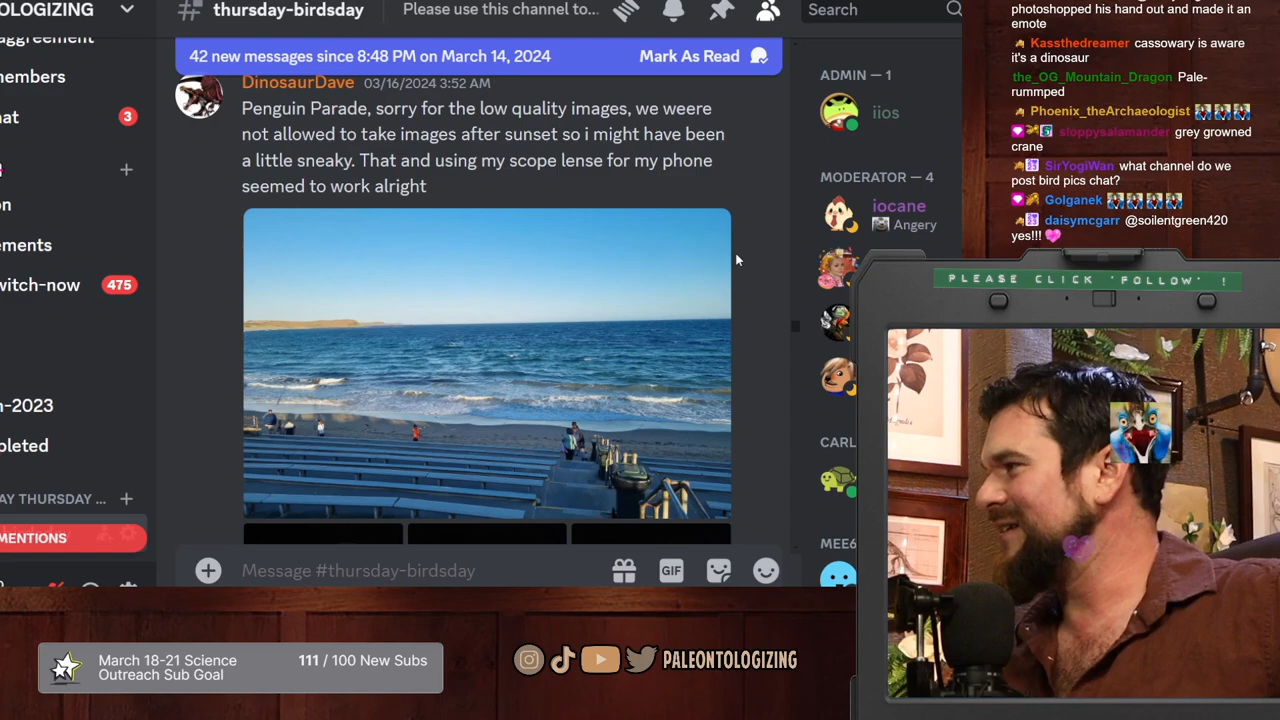 OLOGIZING
thursday-birdsday
Please use this channel to...
Search
42 new messages since 8:48 PM on March 14, 2024
Mark As Read
aggreement
embers
hat
3
n
ements
witch-now
475
n-2023
pleted
AY THURSDAY ...
MENTIONS
DinosaurDave 03/16/2024 3:52 AM
Penguin Parade, sorry for the low quality images, we weere
not allowed to take images after sunset so i might have been
a little sneaky. That and using my scope lense for my phone
seemed to work alright
Message #thursday-birdsday
GIF
ADMIN — 1
iios
MODERATOR — 4
iocane
Angery
CARL
MEE6
photoshopped his hand out and made it an
emote
Kassthedreamer cassowary is aware
it's a dinosaur
the_OG_Mountain_Dragon Pale-
rummped
Phoenix_theArchaeologist
sloppysalamander grey grouned
crane
SirYogiWan what channel do we
post bird pics chat?
Golganek
daisymcgarr @soilentgreen420
yes!!!
PLEASE CLICK 'FOLLOW' !
March 18-21 Science
Outreach Sub Goal
111 / 100 New Subs
PALEONTOLOGIZING